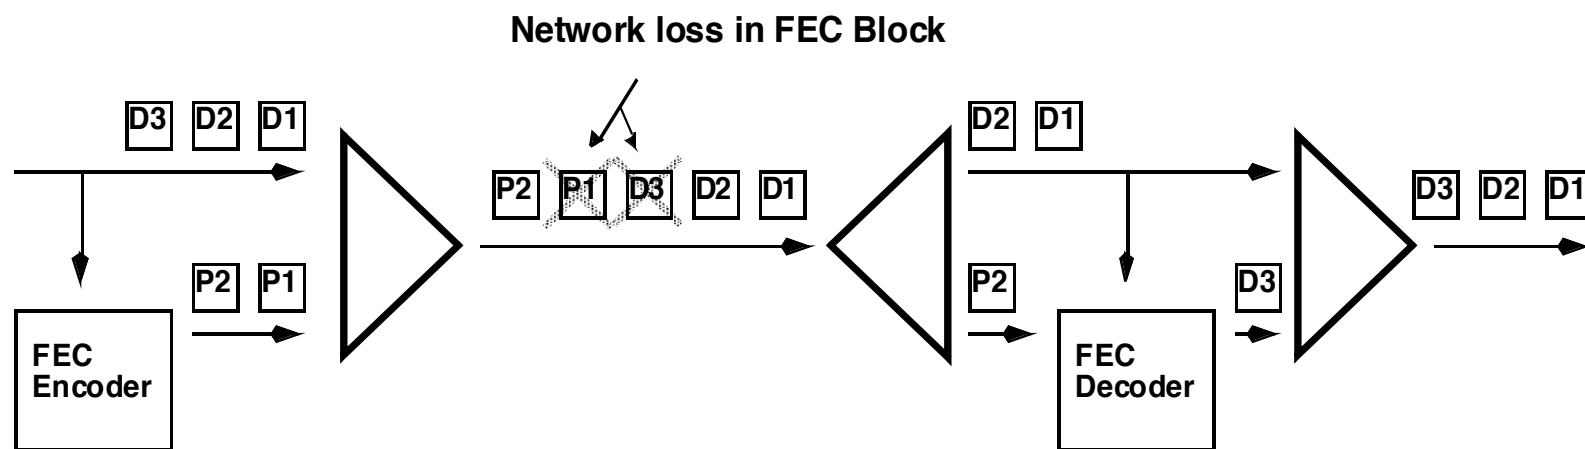 Network loss in FEC Block
D3 D2 D1
D2 D1
P2 P1 D3 D2 D1
D3 D2 D1
P2 P1
P2
D3
FEC
Encoder
FEC
Decoder